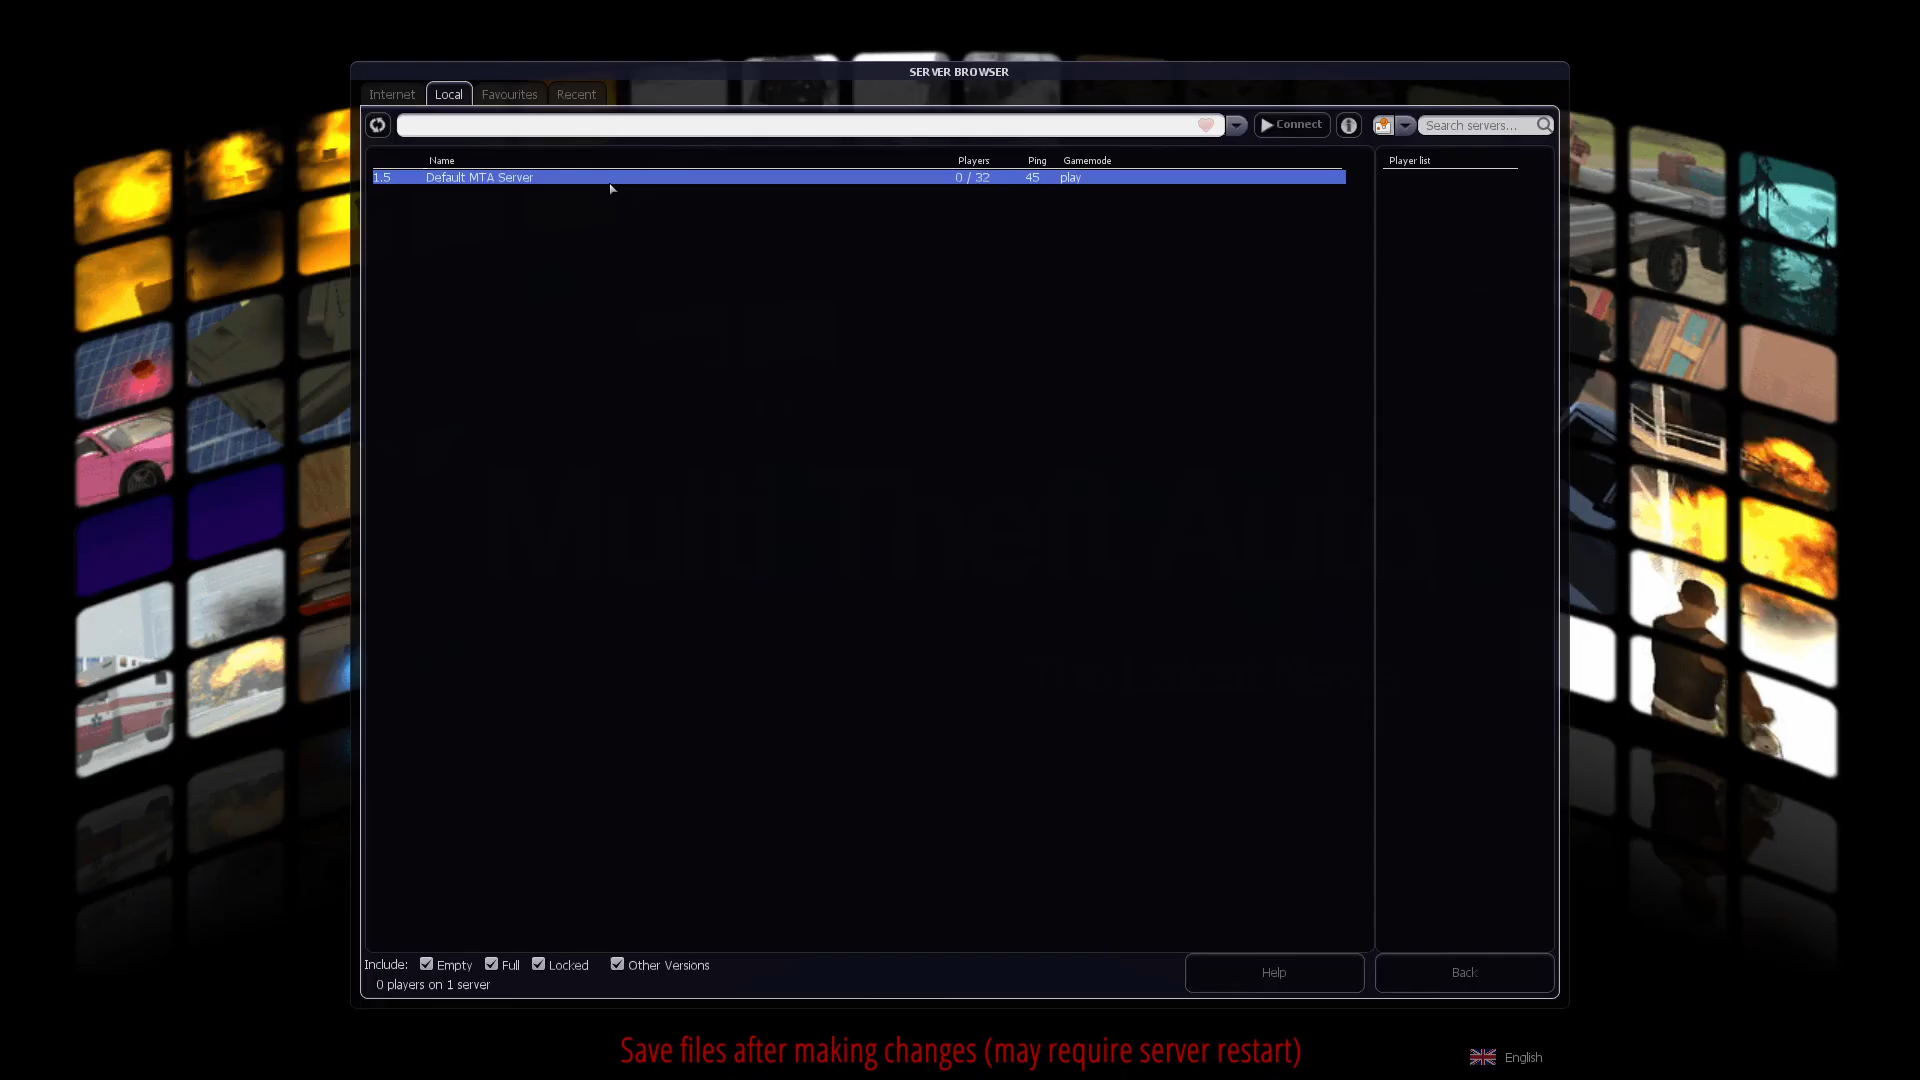 SERVER BROWSER
Internet Local Favourites Recent
Connect Search servers...
Name Players Ping Gamemode Player list
1.5 Default MTA Server 0 / 32 45 play
Include: Empty Full Locked Other Versions
Help Back
0 players on 1 server
Save files after making changes (may require server restart)
English